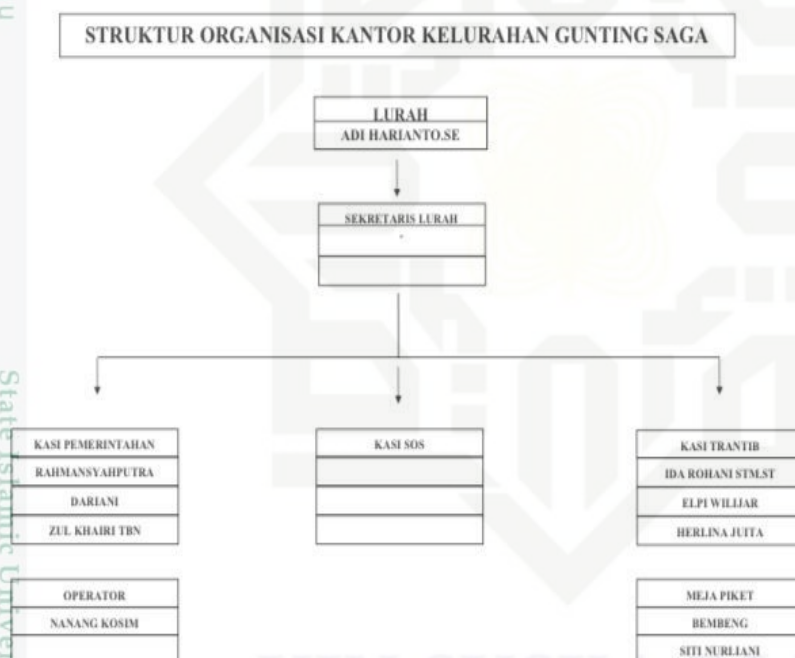 STRUKTUR ORGANISASI KANTOR KELURAHAN GUNTING SAGA
LURAH
ADI HARIANTO.SE
SEKRETARIS LURAH
-
KASI PEMERINTAHAN
RAHMANSYAHPUTRA
DARIANI
ZUL KHAIRI TBN
KASI SOS
KASI TRANTIB
IDA ROHANI STM.ST
ELPI WILIJAR
HERLINA JUITA
OPERATOR
NANANG KOSIM
MEJA PIKET
BEMBENG
SITI NURLIANI
State Islamic